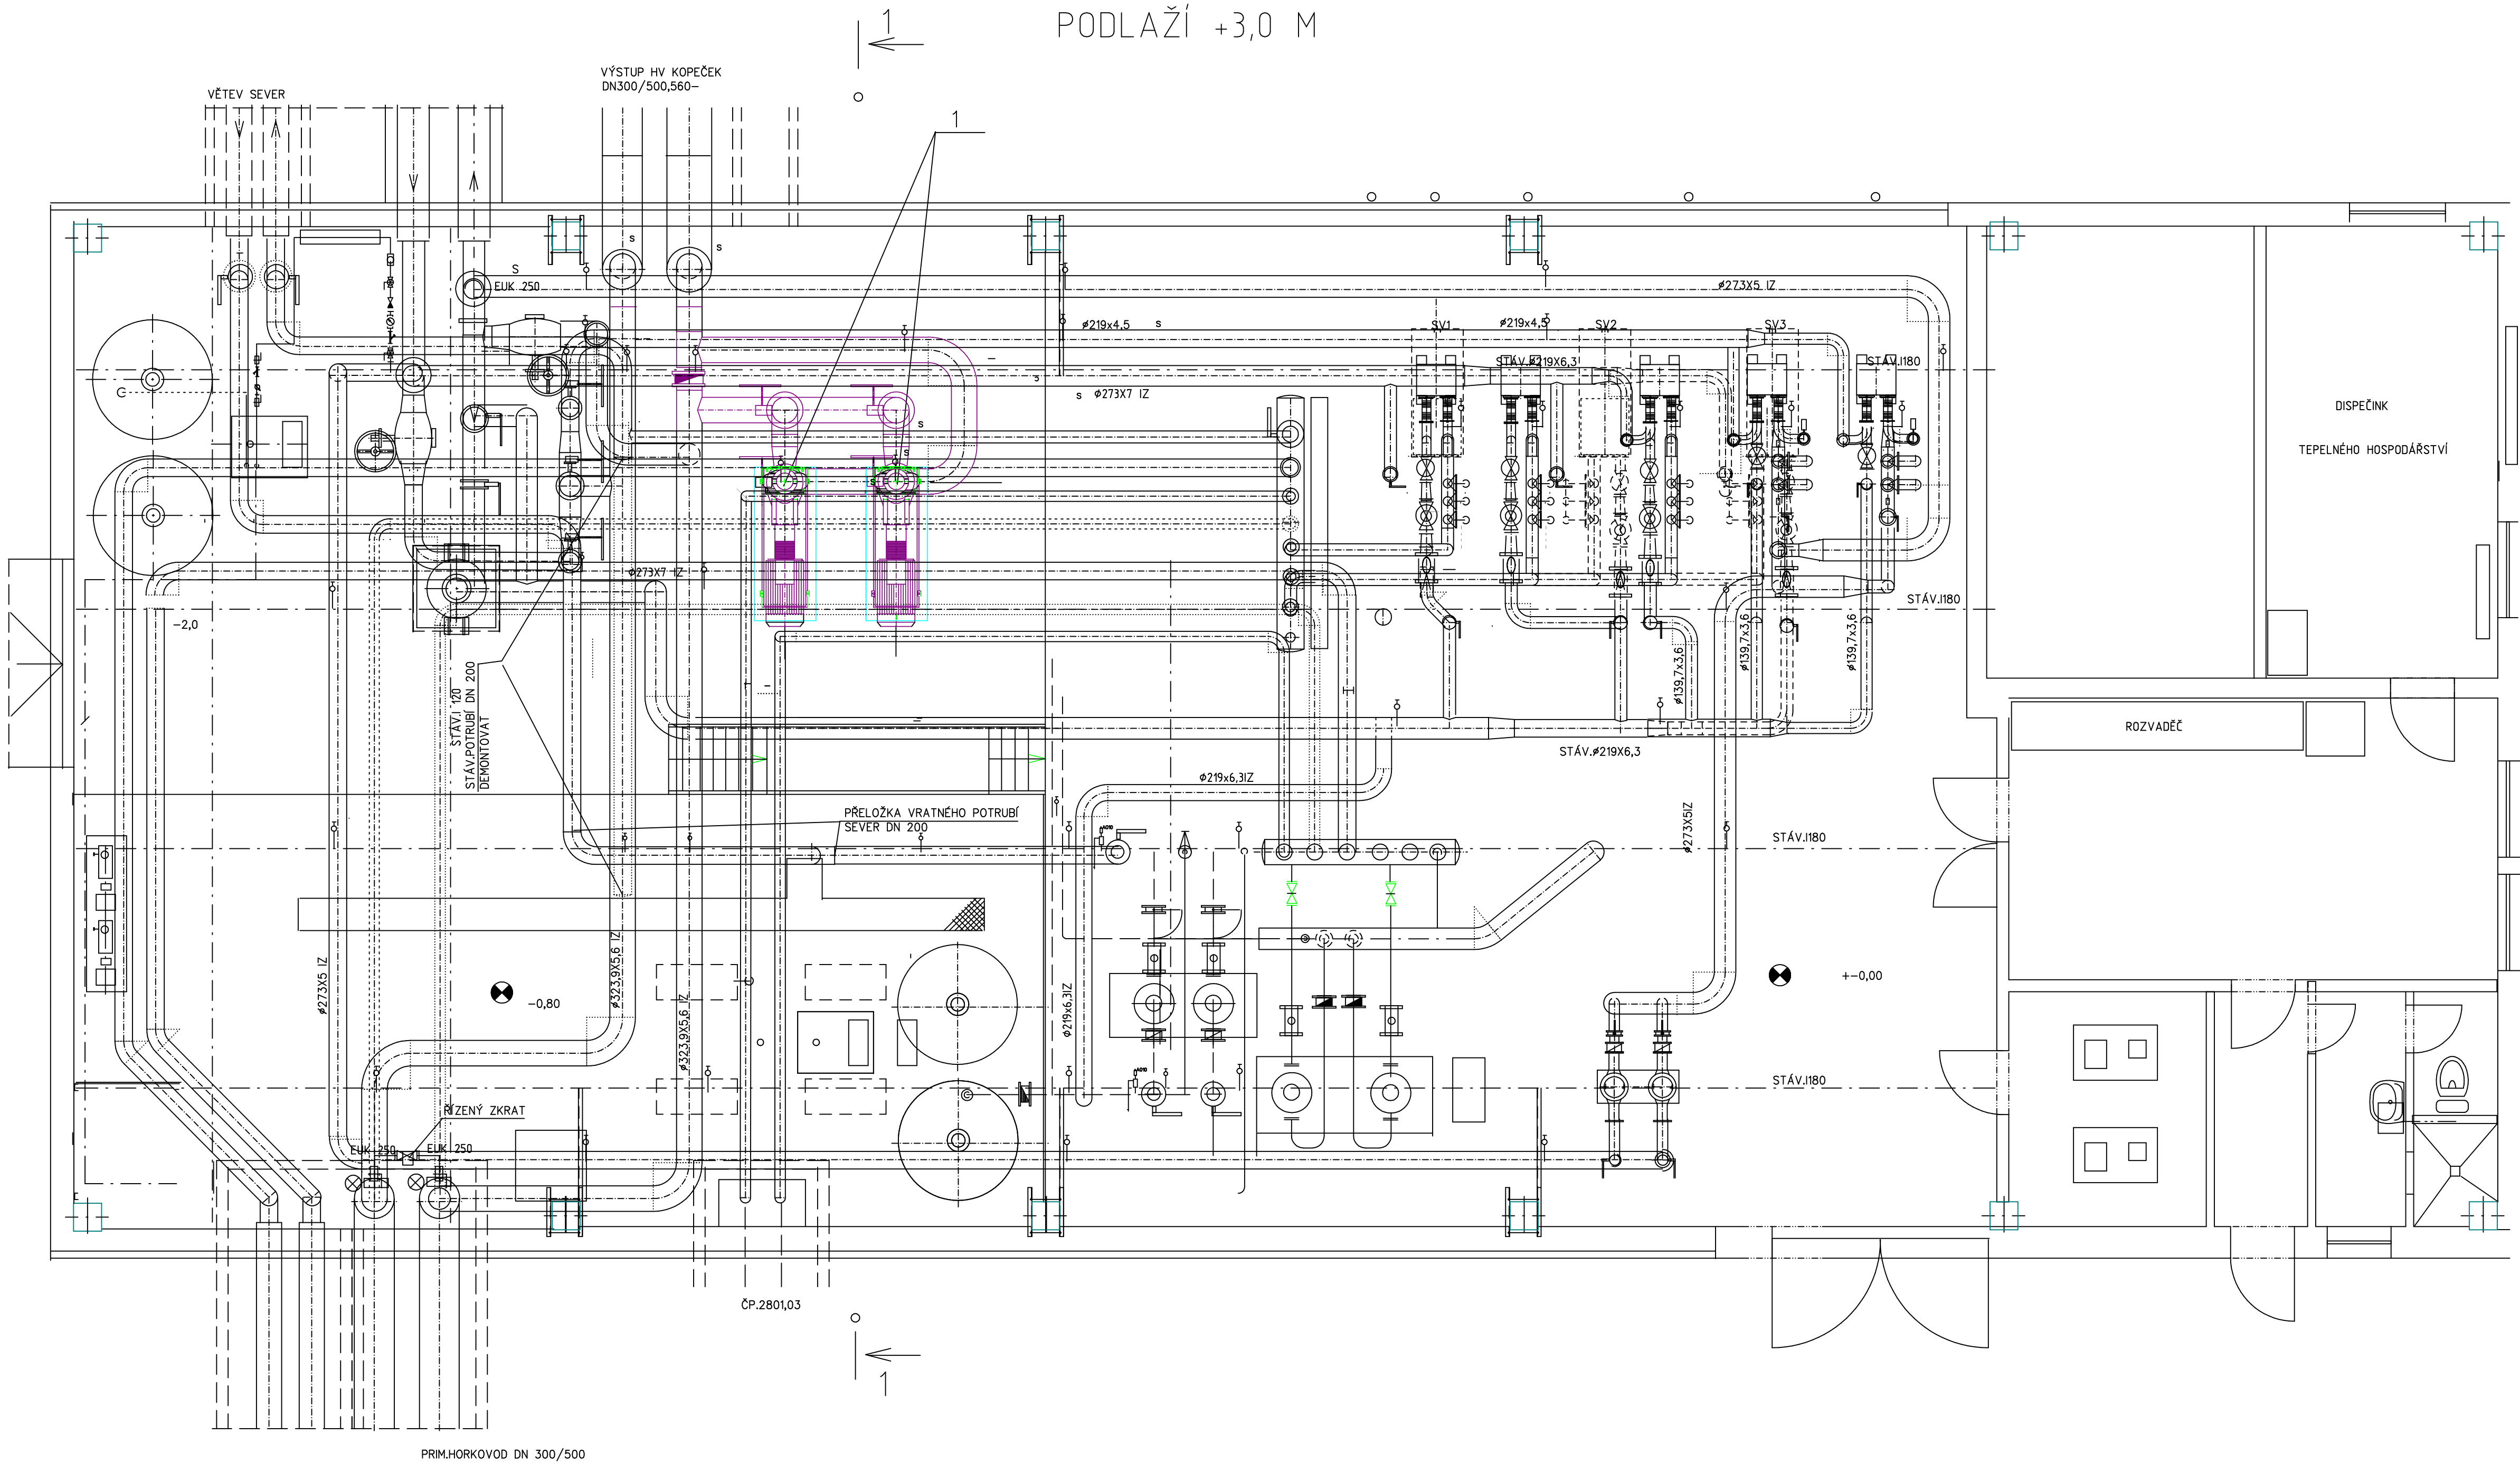 PODLAŽÍ +3,0 M
1
VĚTEV SEVER
VÝSTUP HV KOPEČEK
DN300/500,560-
1
S
S
S
EUK 250
ø273X5 IZ
ø219x4.5
S
SV1
ø219x4,5
SV2
SV3
STÁV.ø219X6,3
STÁV.I180
S
S
ø273X7 IZ
S
S
S
DISPEČINK
TEPELNÉHO HOSPODÁŘSTVÍ
ø273X7 IZ
STÁV.I180
-2,0
ø139,7x3,6
ø139,7x3,6
ø139,7x3,6
STÁV.I 120
STÁV.POTRUBÍ DN 200
DEMONTOVAT
ROZVADĚČ
STÁV.ø219X6,3
ø219x6,3IZ
PŘELOŽKA VRATNÉHO POTRUBÍ
SEVER DN 200
ø273X5IZ
STÁV.I180
ø273X5 IZ
ø323,9X5,6 IZ
ø323,9X5,6 IZ
ø219x6,3IZ
-0,80
+-0,00
STÁV.I180
ŘÍZENÝ ZKRAT
EUK 250
EUK 250
ČP.2801,03
1
PRIM.HORKOVOD DN 300/500